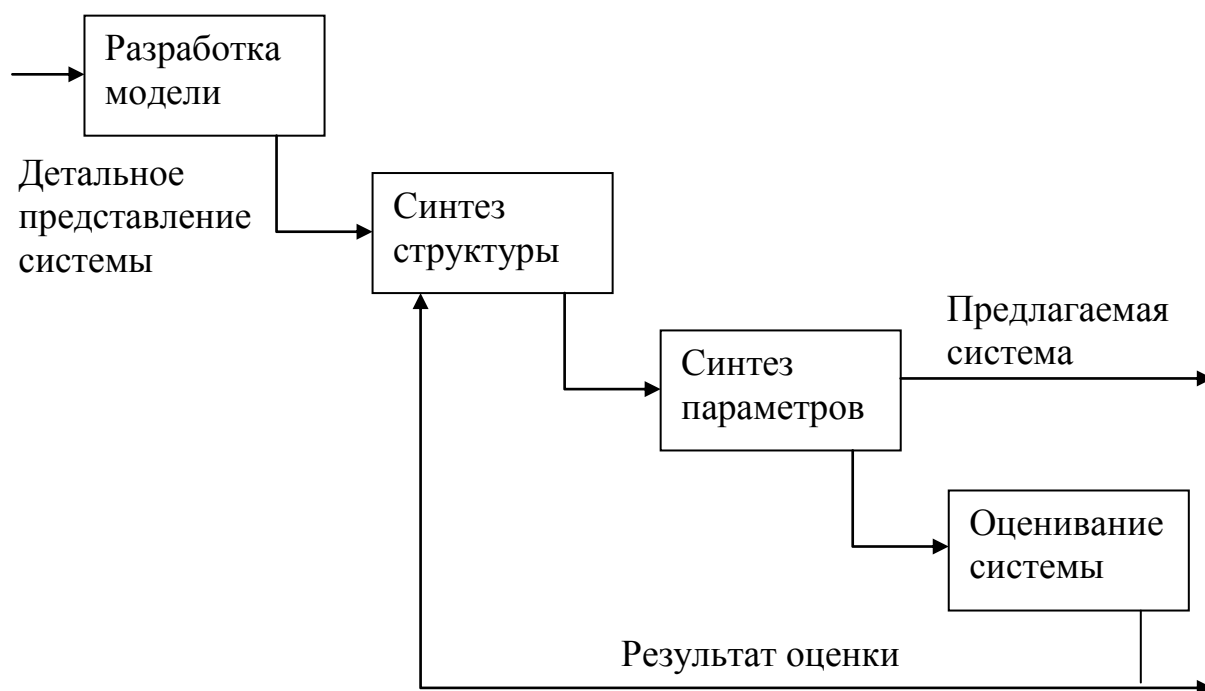 Разработка
модели
Детальное
представление
системы
Синтез
структуры
Предлагаемая
система
Синтез
параметров
Оценивание
системы
Результат оценки